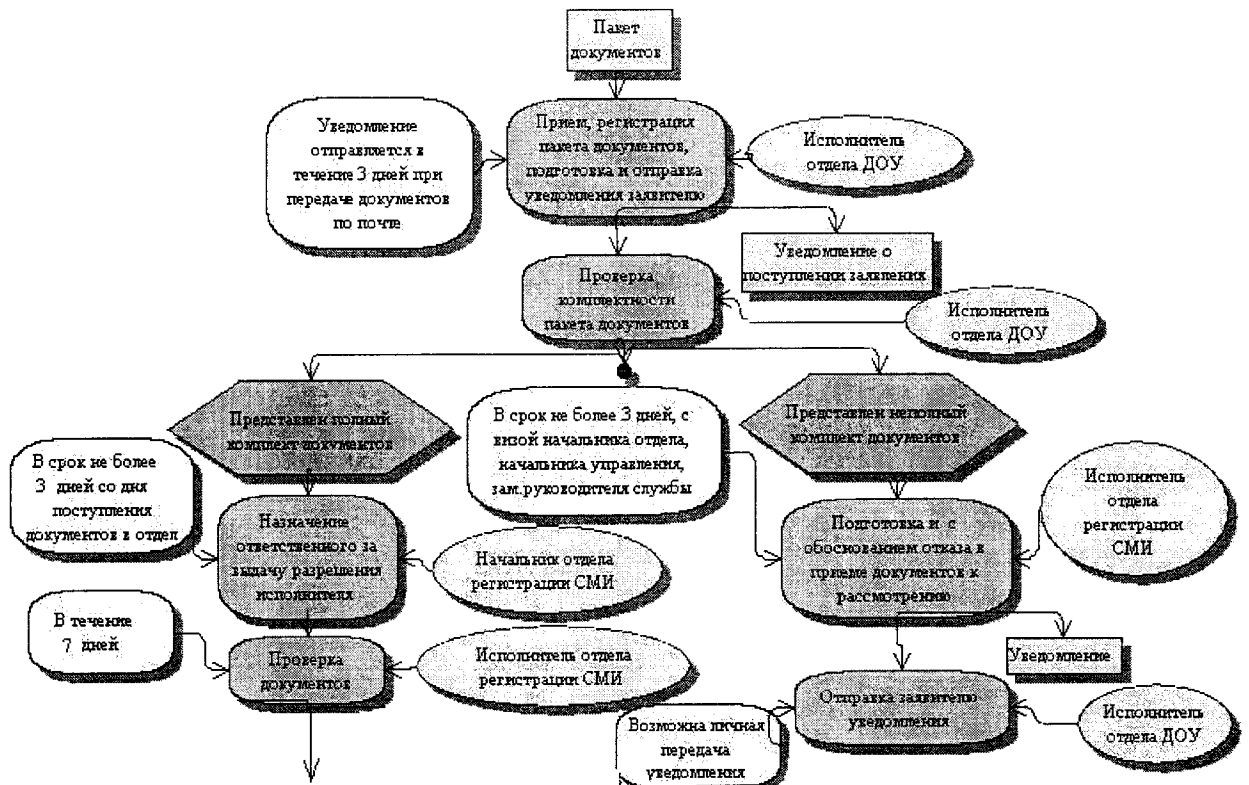 Пакет
документов
Уведомление
отправляется в
течение 3 дней при
передаче документов
по почте
Прием, регистрация
пакета документов,
подготовка и отправка
уведомления заявителю
Исполнитель
отдела ДОУ
Уведомление о
поступлении заявления
Проверка
комплектности
пакета документов
Исполнитель
отдела ДОУ
Представлен полный
комплект документов
В срок не более 3 дней, с
визой начальника отдела,
начальника управления,
зам.руководителя службы
Представлен неполный
комплект документов
В срок не более
3 дней со дня
поступления
документов в отдел
Назначение
ответственного за
выдачу разрешения
исполнителя
Начальник отдела
регистрации СМИ
Подготовка и с
обоснованием отказа в
приеме документов к
рассмотрению
Исполнитель
отдела
регистрации
СМИ
В течение
7 дней
Проверка
документов
Исполнитель отдела
регистрации СМИ
Уведомление
Отправка заявителю
уведомления
Возможна личная
передача
уведомления
Исполнитель
отдела ДОУ